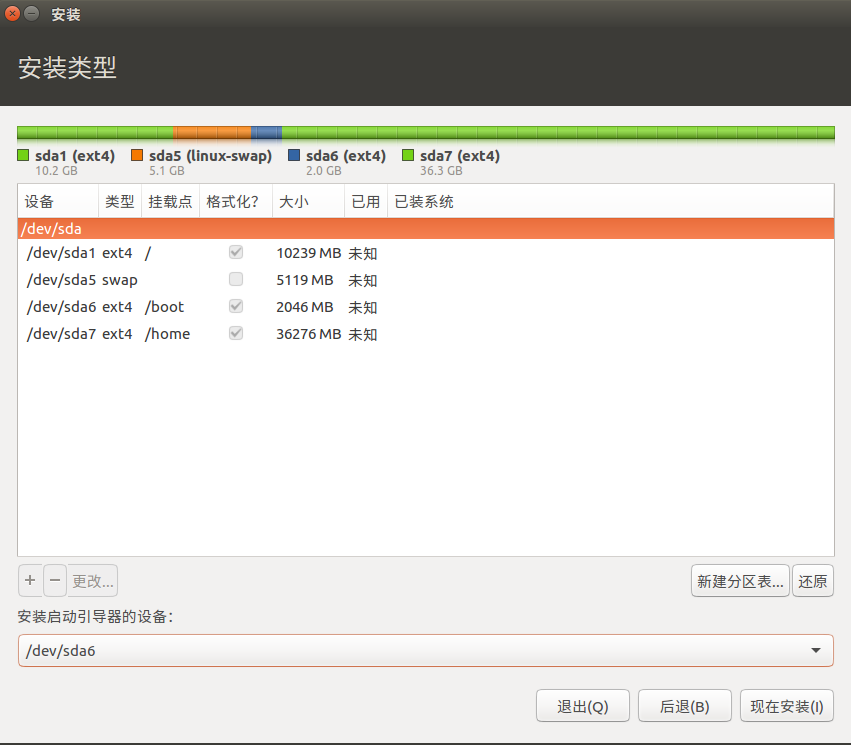 安装
安装类型
sda1 (ext4) sda5 (linux-swap) sda6 (ext4) sda7 (ext4)
10.2 GB 5.1 GB 2.0 GB 36.3 GB
设备 类型 挂载点 格式化? 大小 已用 已装系统
/dev/sda
/dev/sda1 ext4 / 10239 MB 未知
/dev/sda5 swap 5119 MB 未知
/dev/sda6 ext4 /boot 2046 MB 未知
/dev/sda7 ext4 /home 36276 MB 未知
+ − 更改... 新建分区表... 还原
安装启动引导器的设备:
/dev/sda6
退出(Q) 后退(B) 现在安装(I)